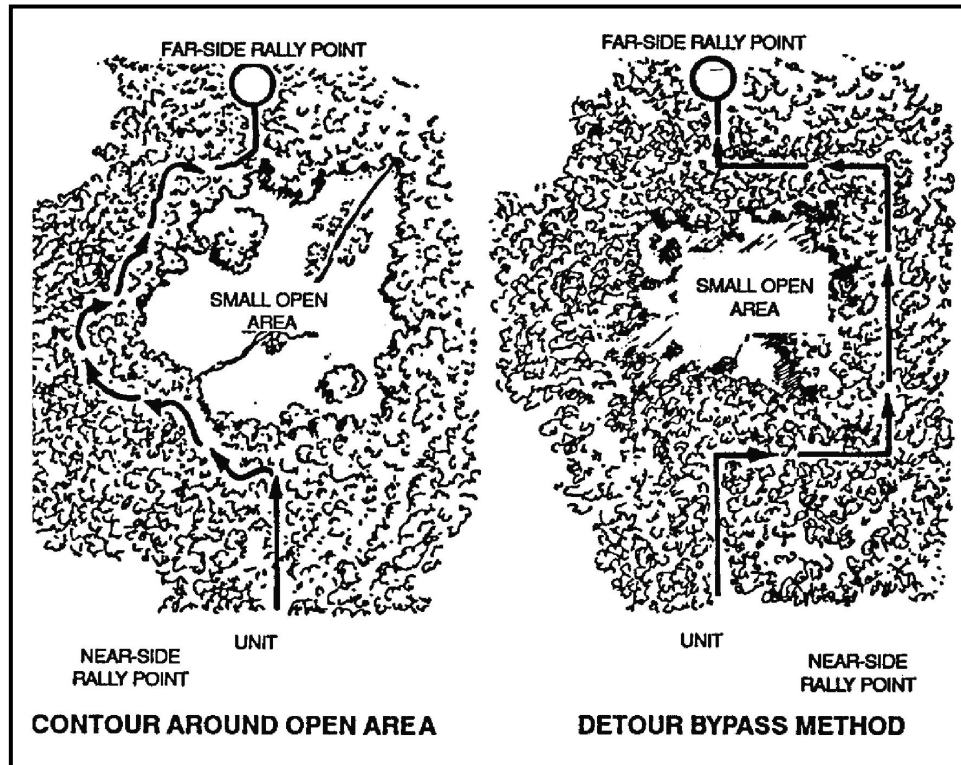 FAR-SIDE RALLY POINT
SMALL OPEN
AREA
UNIT
NEAR-SIDE
RALLY POINT
CONTOUR AROUND OPEN AREA
FAR-SIDE RALLY POINT
SMALL OPEN
AREA
UNIT
NEAR-SIDE
RALLY POINT
DETOUR BYPASS METHOD